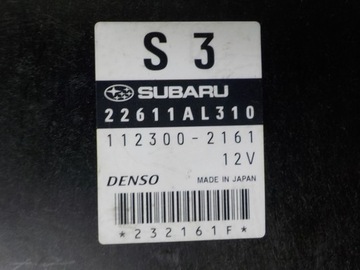 S 3
SUBARU
22611AL310
112300-2161
12V
DENSO MADE IN JAPAN
*232161F*